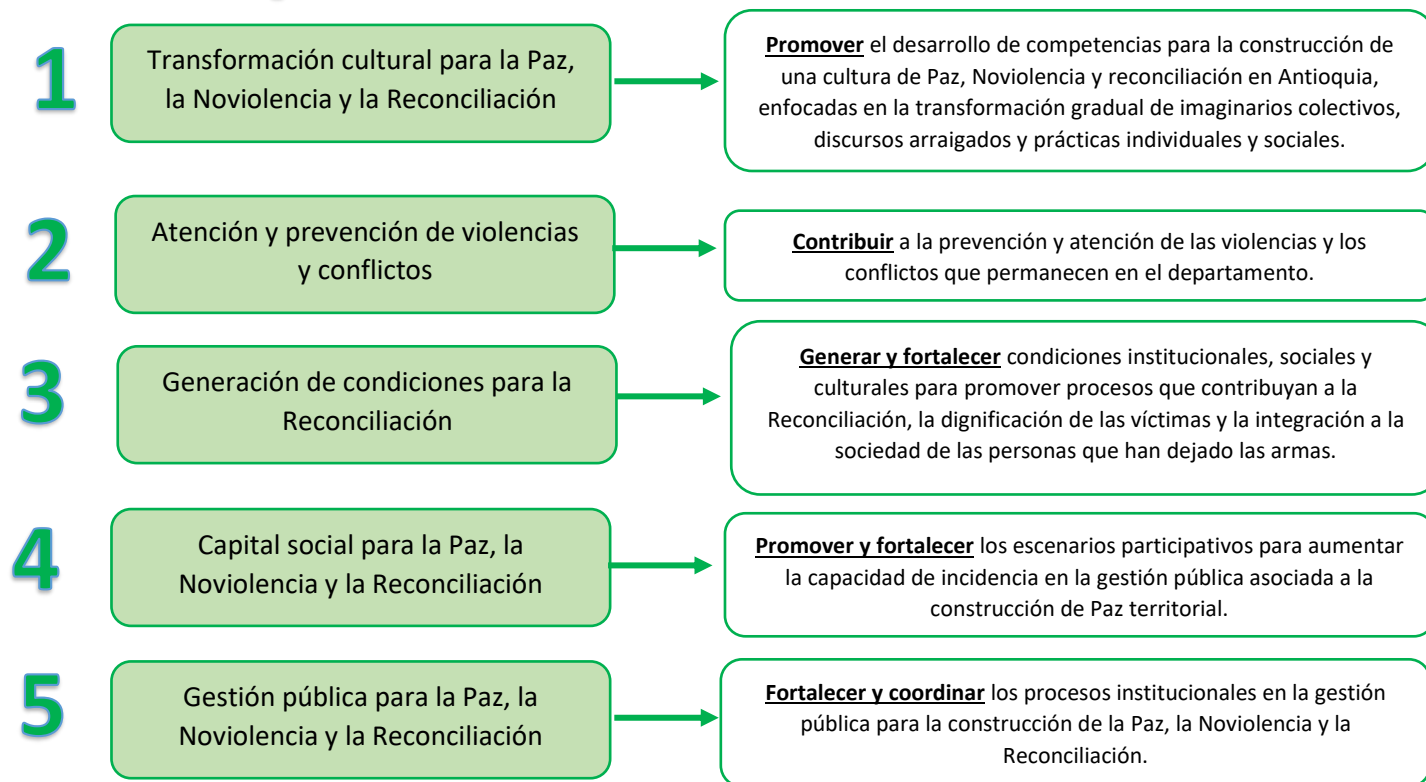 1
Transformación cultural para la Paz,
la Noviolencia y la Reconciliación
Promover el desarrollo de competencias para la construcción de
una cultura de Paz, Noviolencia y reconciliación en Antioquia,
enfocadas en la transformación gradual de imaginarios colectivos,
discursos arraigados y prácticas individuales y sociales.
2
Atención y prevención de violencias
y conflictos
Contribuir a la prevención y atención de las violencias y los
conflictos que permanecen en el departamento.
3
Generación de condiciones para la
Reconciliación
Generar y fortalecer condiciones institucionales, sociales y
culturales para promover procesos que contribuyan a la
Reconciliación, la dignificación de las víctimas y la integración a la
sociedad de las personas que han dejado las armas.
4
Capital social para la Paz, la
Noviolencia y la Reconciliación
Promover y fortalecer los escenarios participativos para aumentar
la capacidad de incidencia en la gestión pública asociada a la
construcción de Paz territorial.
5
Gestión pública para la Paz, la
Noviolencia y la Reconciliación
Fortalecer y coordinar los procesos institucionales en la gestión
pública para la construcción de la Paz, la Noviolencia y la
Reconciliación.